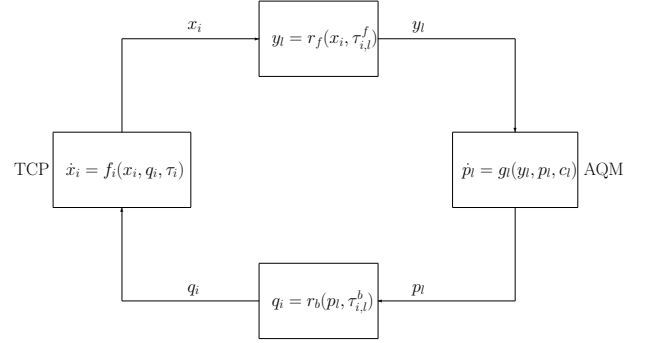 x_i
y_l = r_f(x_i, τ^f_{i,l})
y_l
TCP
ẋ_i = f_i(x_i, q_i, τ_i)
ṗ_l = g_l(y_l, p_l, c_l)
AQM
q_i
q_i = r_b(p_l, τ^b_{i,l})
p_l